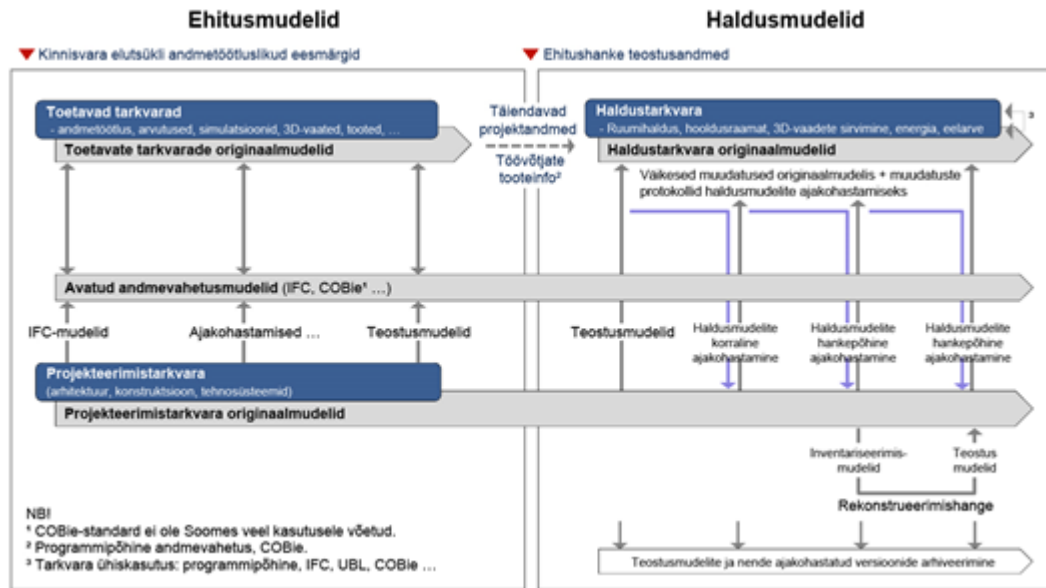 Ehitusmudelid
Haldusmudelid
Kinnisvara elutsükli andmetöötluslikud eesmärgid
Ehitushanke teostusandmed
Toetavad tarkvarad
- andmetöötlus, arvutused, simulatsioonid, 3D-vaated, tooted, …
Toetavate tarkvarade originaalmudelid
Täiendavad
projektandmed
Töövõtjate
tooteinfo²
Haldustarkvara
- Ruumihaldus, hooldusraamat, 3D-vaadete sirvimine, energia, eelarve
3
Haldustarkvara originaalmudelid
Väikesed muudatused originaalmudelis + muudatuste
protokollid haldusmudelite ajakohastamiseks
Avatud andmevahetusmudelid (IFC, COBie¹ …)
IFC-mudelid
Ajakohastamised …
Teostusmudelid
Teostusmudelid
Haldusmudelite
korraline
ajakohastamine
Haldusmudelite
hankepõhine
ajakohastamine
Haldusmudelite
hankepõhine
ajakohastamine
Projekteerimistarkvara
(arhitektuur, konstruktsioon, tehnosüsteemid)
Projekteerimistarkvara originaalmudelid
Inventariseerimis-
mudelid
Teostus
mudelid
Rekonstrueerimishange
NB!
¹ COBie-standard ei ole Soomes veel kasutusele võetud.
² Programmipõhine andmevahetus, COBie.
³ Tarkvara ühiskasutus: programmipõhine, IFC, UBL, COBie …
Teostusmudelite ja nende ajakohastatud versioonide arhiveerimine